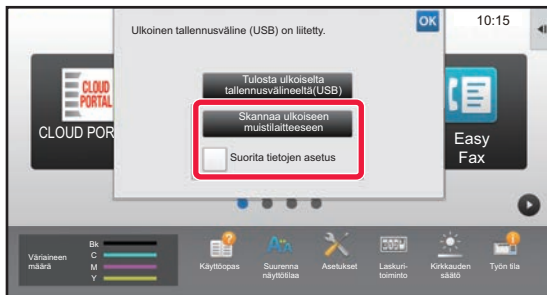 Ulkoinen tallennusväline (USB) on liitetty.
OK
10:15
Tulosta ulkoiselta
tallennusvälineeltä(USB)
Skannaa ulkoiseen
muistilaitteeseen
Suorita tietojen asetus
CLOUD
PORTAL
CLOUD POR
Easy
Fax
Väriaineen
määrä
Bk
C
M
Y
Käyttöopas
Suurenna
näyttötilaa
Asetukset
Laskuri-
toiminto
Kirkkauden
säätö
Työn tila